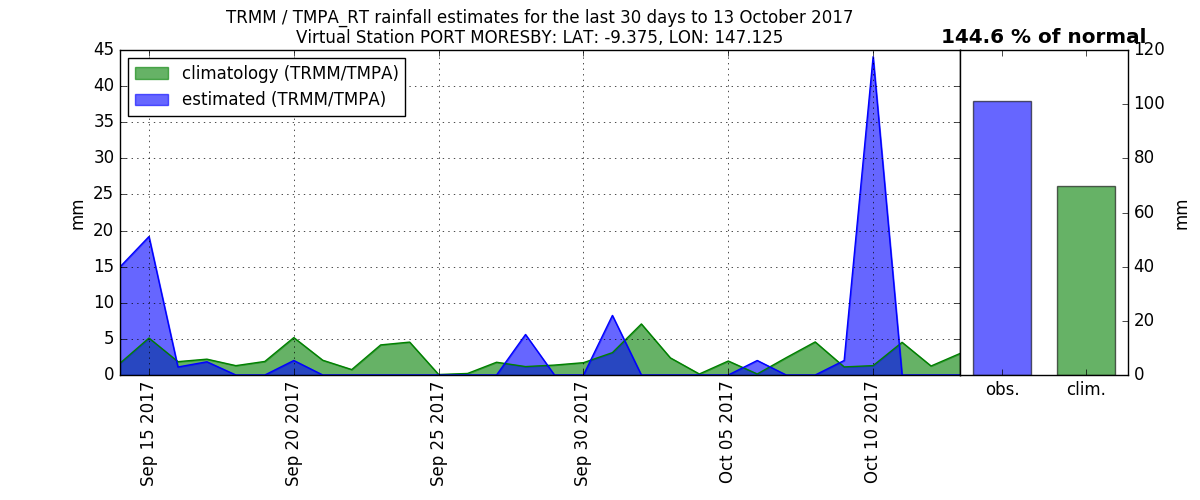 TRMM / TMPA_RT rainfall estimates for the last 30 days to 13 October 2017
Virtual Station PORT MORESBY: LAT: -9.375, LON: 147.125
144.6 % of normal
climatology (TRMM/TMPA)
estimated (TRMM/TMPA)
mm
45
40
35
30
25
20
15
10
5
0
Sep 15 2017
Sep 20 2017
Sep 25 2017
Sep 30 2017
Oct 05 2017
Oct 10 2017
120
100
80
60
40
20
0
mm
obs.
clim.